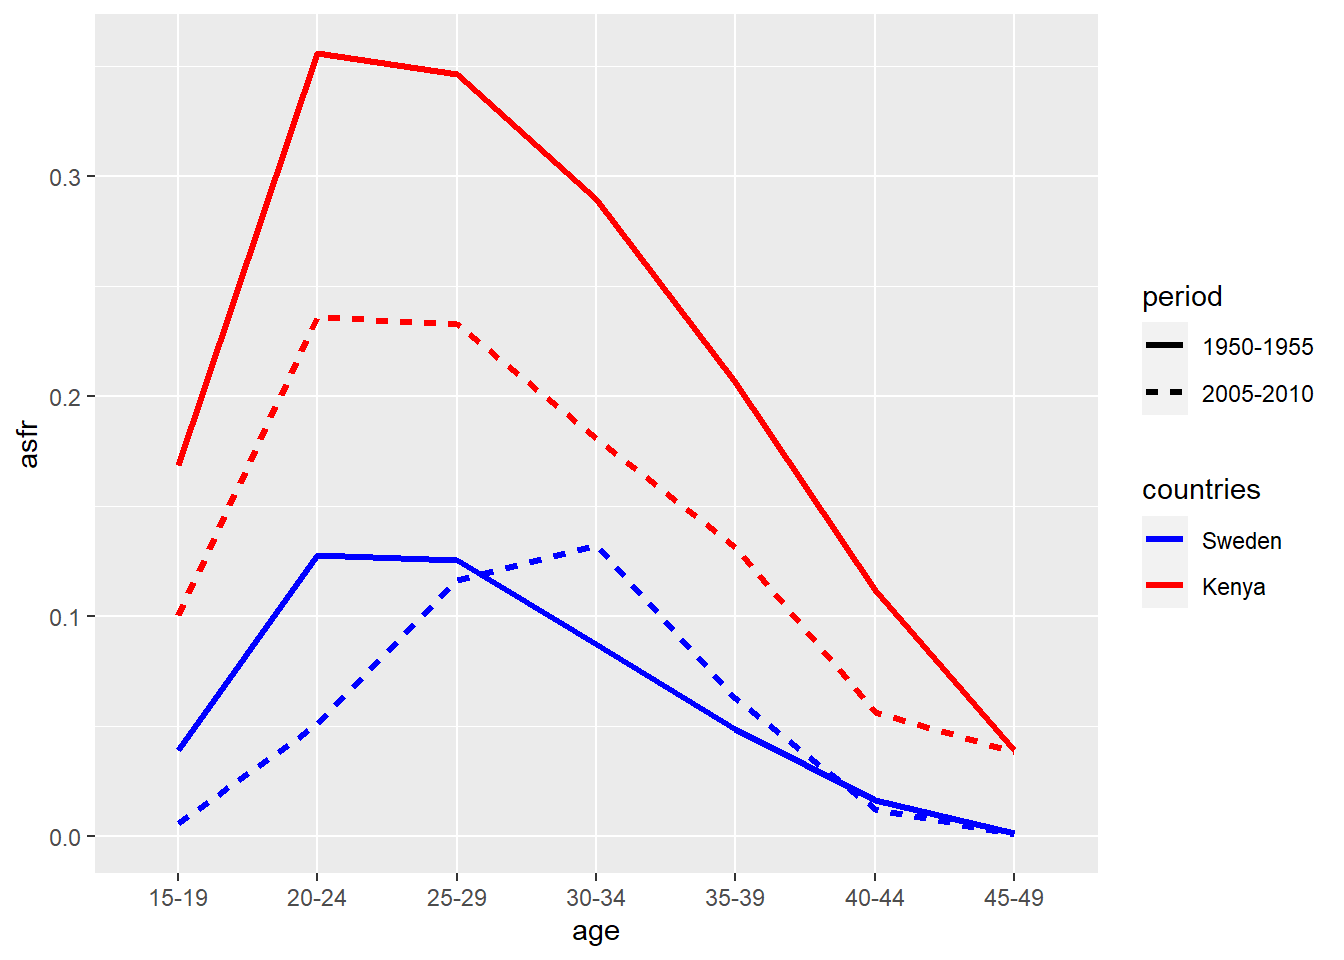 asfr
0.3
0.2
0.1
0.0
15-19 20-24 25-29 30-34 35-39 40-44 45-49
age
period
1950-1955
2005-2010
countries
Sweden
Kenya